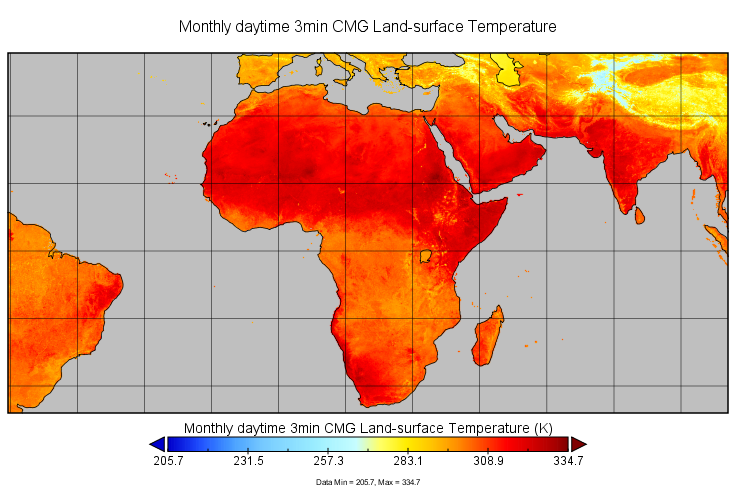 Monthly daytime 3min CMG Land-surface Temperature
Monthly daytime 3min CMG Land-surface Temperature (K)
205.7 231.5 257.3 283.1 308.9 334.7
Data Min = 205.7, Max = 334.7